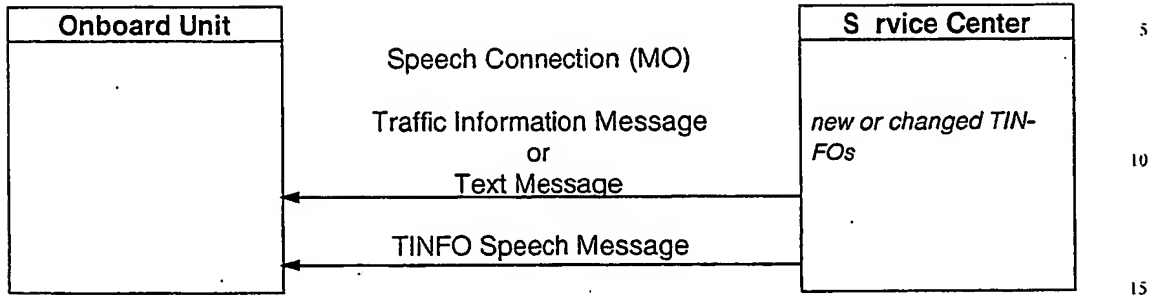 Onboard Unit
S rvice Center
5
Speech Connection (MO)
Traffic Information Message
new or changed TIN-
or
FOs
10
Text Message
TINFO Speech Message
15